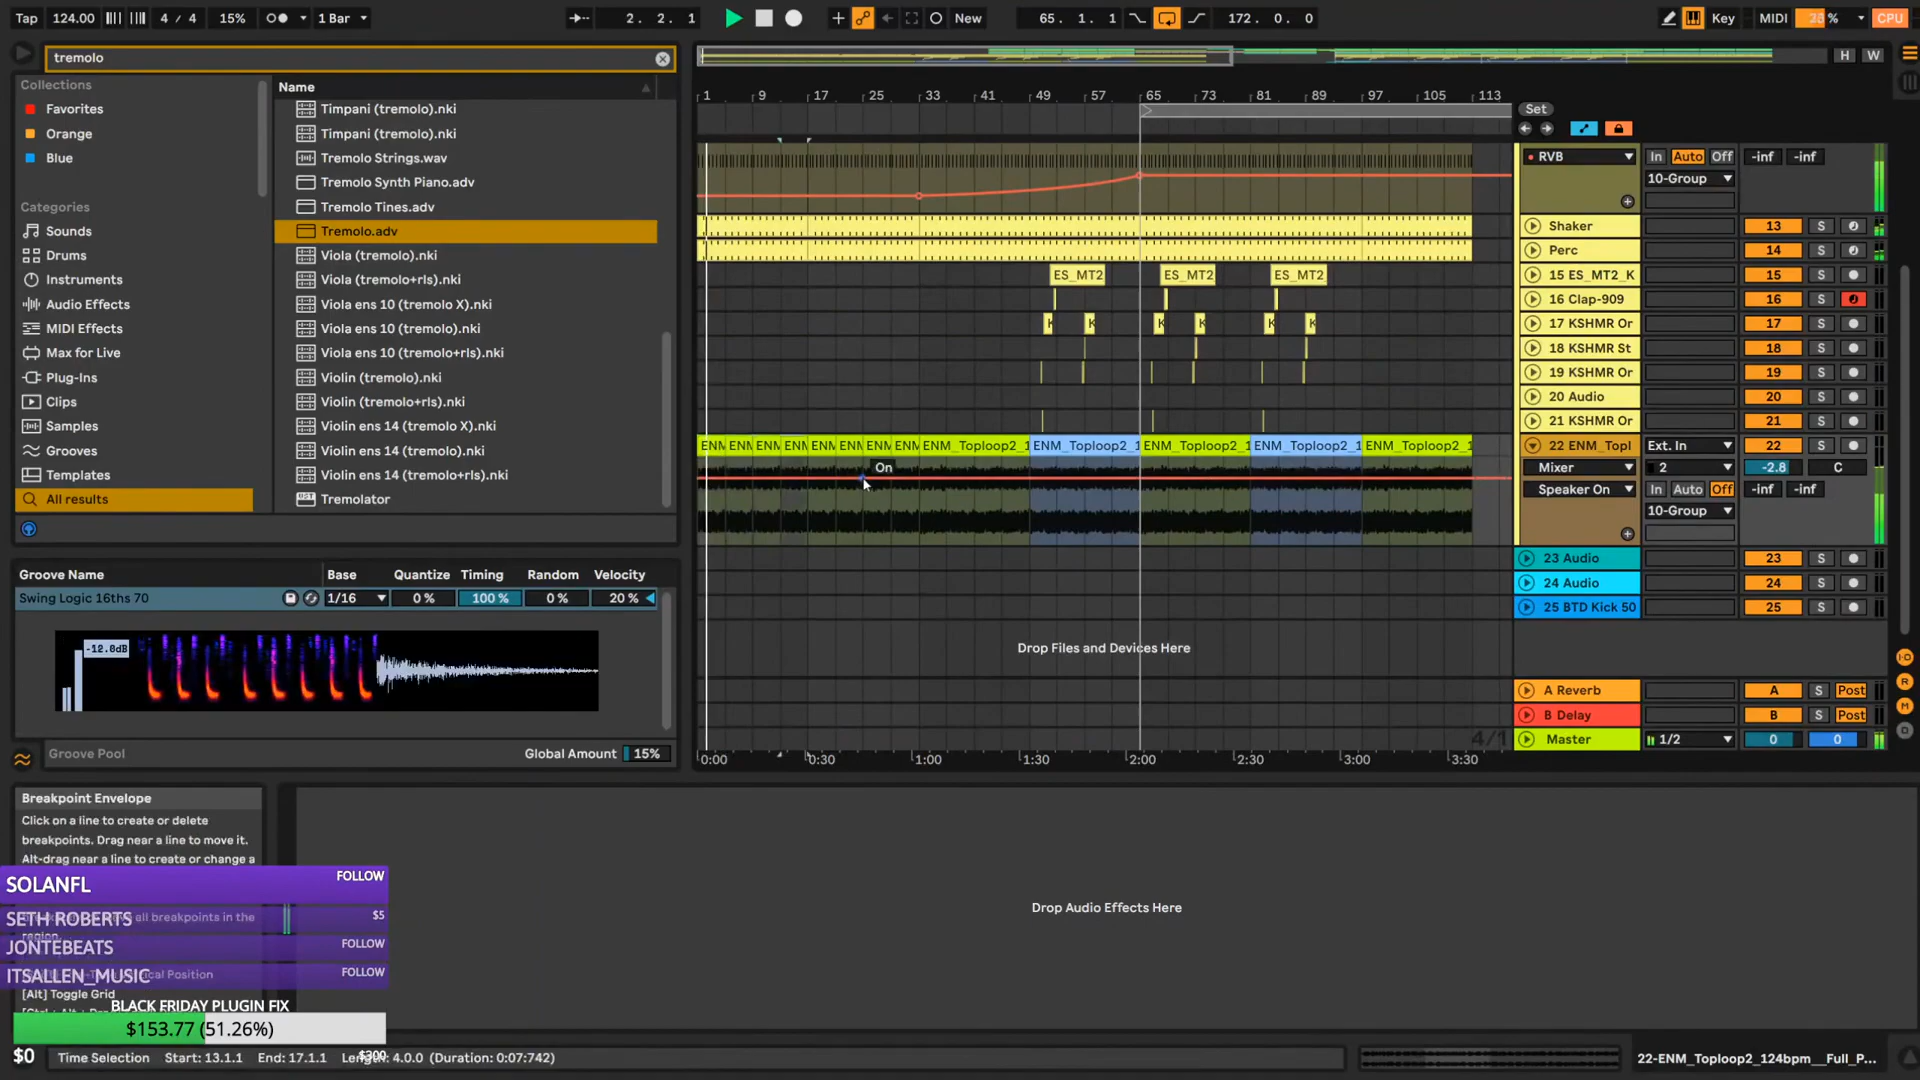 Tap 124.00 4 / 4 15% 1 Bar 2. 2. 1 New 65. 1. 1 172. 0. 0 Key MIDI % CPU
tremolo
H W
Collections
Favorites
Orange
Blue
Categories
Sounds
Drums
Instruments
Audio Effects
MIDI Effects
Max for Live
Plug-Ins
Clips
Samples
Grooves
Templates
All results
Name
Timpani (tremolo).nki
Timpani (tremolo).nki
Tremolo Strings.wav
Tremolo Synth Piano.adv
Tremolo Tines.adv
Tremolo.adv
Viola (tremolo).nki
Viola (tremolo+rls).nki
Viola ens 10 (tremolo X).nki
Viola ens 10 (tremolo).nki
Viola ens 10 (tremolo+rls).nki
Violin (tremolo).nki
Violin (tremolo+rls).nki
Violin ens 14 (tremolo X).nki
Violin ens 14 (tremolo).nki
Violin ens 14 (tremolo+rls).nki
Tremolator
1 9 17 25 33 41 49 57 65 73 81 89 97 105 113
Set
RVB In Auto Off -inf -inf
10-Group
Shaker 13 S
Perc 14 S
ES_MT2 ES_MT2 ES_MT2 15 ES_MT2_K 15 S
16 Clap-909 16 S
K K K K K K 17 KSHMR Or 17 S
18 KSHMR St 18 S
19 KSHMR Or 19 S
20 Audio 20 S
21 KSHMR Or 21 S
ENM ENM ENM ENM ENM ENM ENM ENM ENM_Toploop2_1 ENM_Toploop2_1 ENM_Toploop2_1 ENM_Toploop2_1 ENM_Toploop2_1 22 ENM_Topl Ext. In 22 S
On Mixer 2 -2.8 C
Speaker On In Auto Off -inf -inf
10-Group
23 Audio 23 S
24 Audio 24 S
25 BTD Kick 50 25 S
Drop Files and Devices Here
A Reverb A S Post
B Delay B S Post
4/1 Master 1/2 0 0
0:00 0:30 1:00 1:30 2:00 2:30 3:00 3:30
Groove Name Base Quantize Timing Random Velocity
Swing Logic 16ths 70 1/16 0 % 100 % 0 % 20 %
-12.0dB
Groove Pool Global Amount 15%
Breakpoint Envelope
Click on a line to create or delete
breakpoints. Drag near a line to move it.
Alt-drag near a line to create or change a
SOLANFL FOLLOW
all breakpoints in the
SETH ROBERTS $5
region.
JONTEBEATS FOLLOW
ITSALLEN_MUSIC FOLLOW
[Alt] Toggle Grid
BLACK FRIDAY PLUGIN FIX
$153.77 (51.26%)
$300
$0
Drop Audio Effects Here
Time Selection Start: 13.1.1 End: 17.1.1 Length: 4.0.0 (Duration: 0:07:742)
22-ENM_Toploop2_124bpm__Full_P...